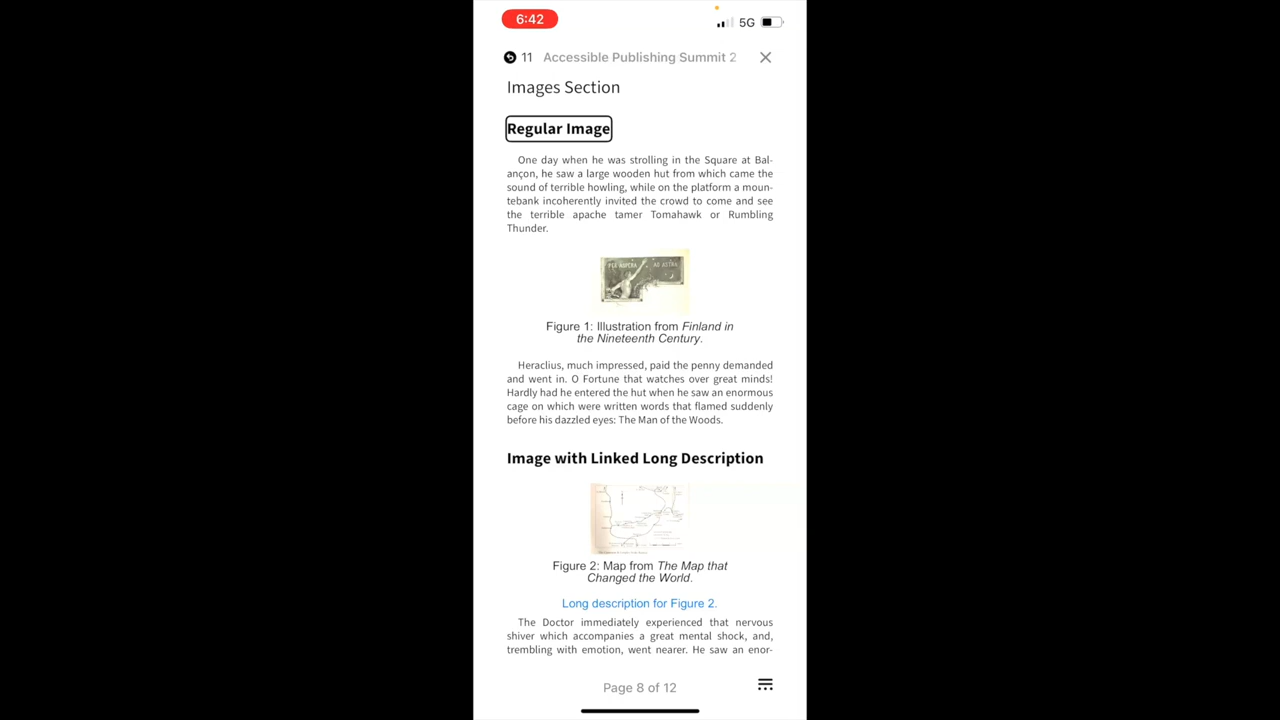 6:42
5G
11 Accessible Publishing Summit 2
Images Section
Regular Image
One day when he was strolling in the Square at Bal-
ançon, he saw a large wooden hut from which came the
sound of terrible howling, while on the platform a moun-
tebank incoherently invited the crowd to come and see
the terrible apache tamer Tomahawk or Rumbling
Thunder.
PER ASPERA AD ASTRA
Figure 1: Illustration from Finland in
the Nineteenth Century.
Heraclius, much impressed, paid the penny demanded
and went in. O Fortune that watches over great minds!
Hardly had he entered the hut when he saw an enormous
cage on which were written words that flamed suddenly
before his dazzled eyes: The Man of the Woods.
Image with Linked Long Description
Figure 2: Map from The Map that
Changed the World.
Long description for Figure 2.
The Doctor immediately experienced that nervous
shiver which accompanies a great mental shock, and,
trembling with emotion, went nearer. He saw an enor-
Page 8 of 12